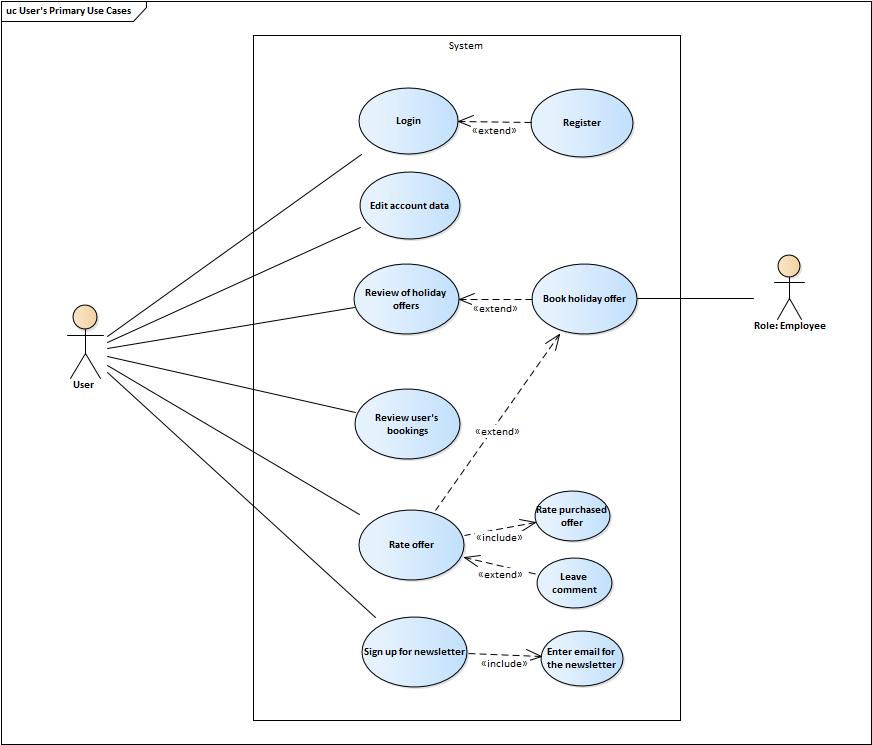 uc User's Primary Use Cases
System
Login
«extend»
Register
Edit account data
Review of holiday
offers
«extend»
Book holiday offer
Role: Employee
User
Review user's
bookings
«extend»
Rate offer
«include»
Rate purchased
offer
«extend»
Leave
comment
Sign up for newsletter
«include»
Enter email for
the newsletter